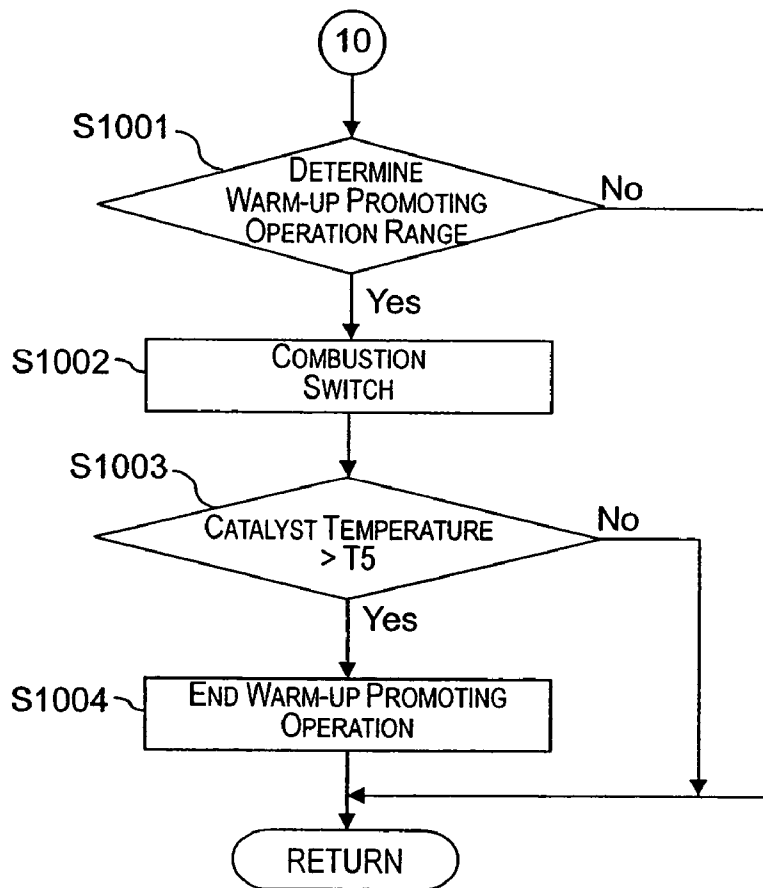 10
S1001
DETERMINE
WARM-UP PROMOTING
OPERATION RANGE
No
Yes
S1002
COMBUSTION
SWITCH
S1003
CATALYST TEMPERATURE
> T5
No
Yes
S1004
END WARM-UP PROMOTING
OPERATION
RETURN